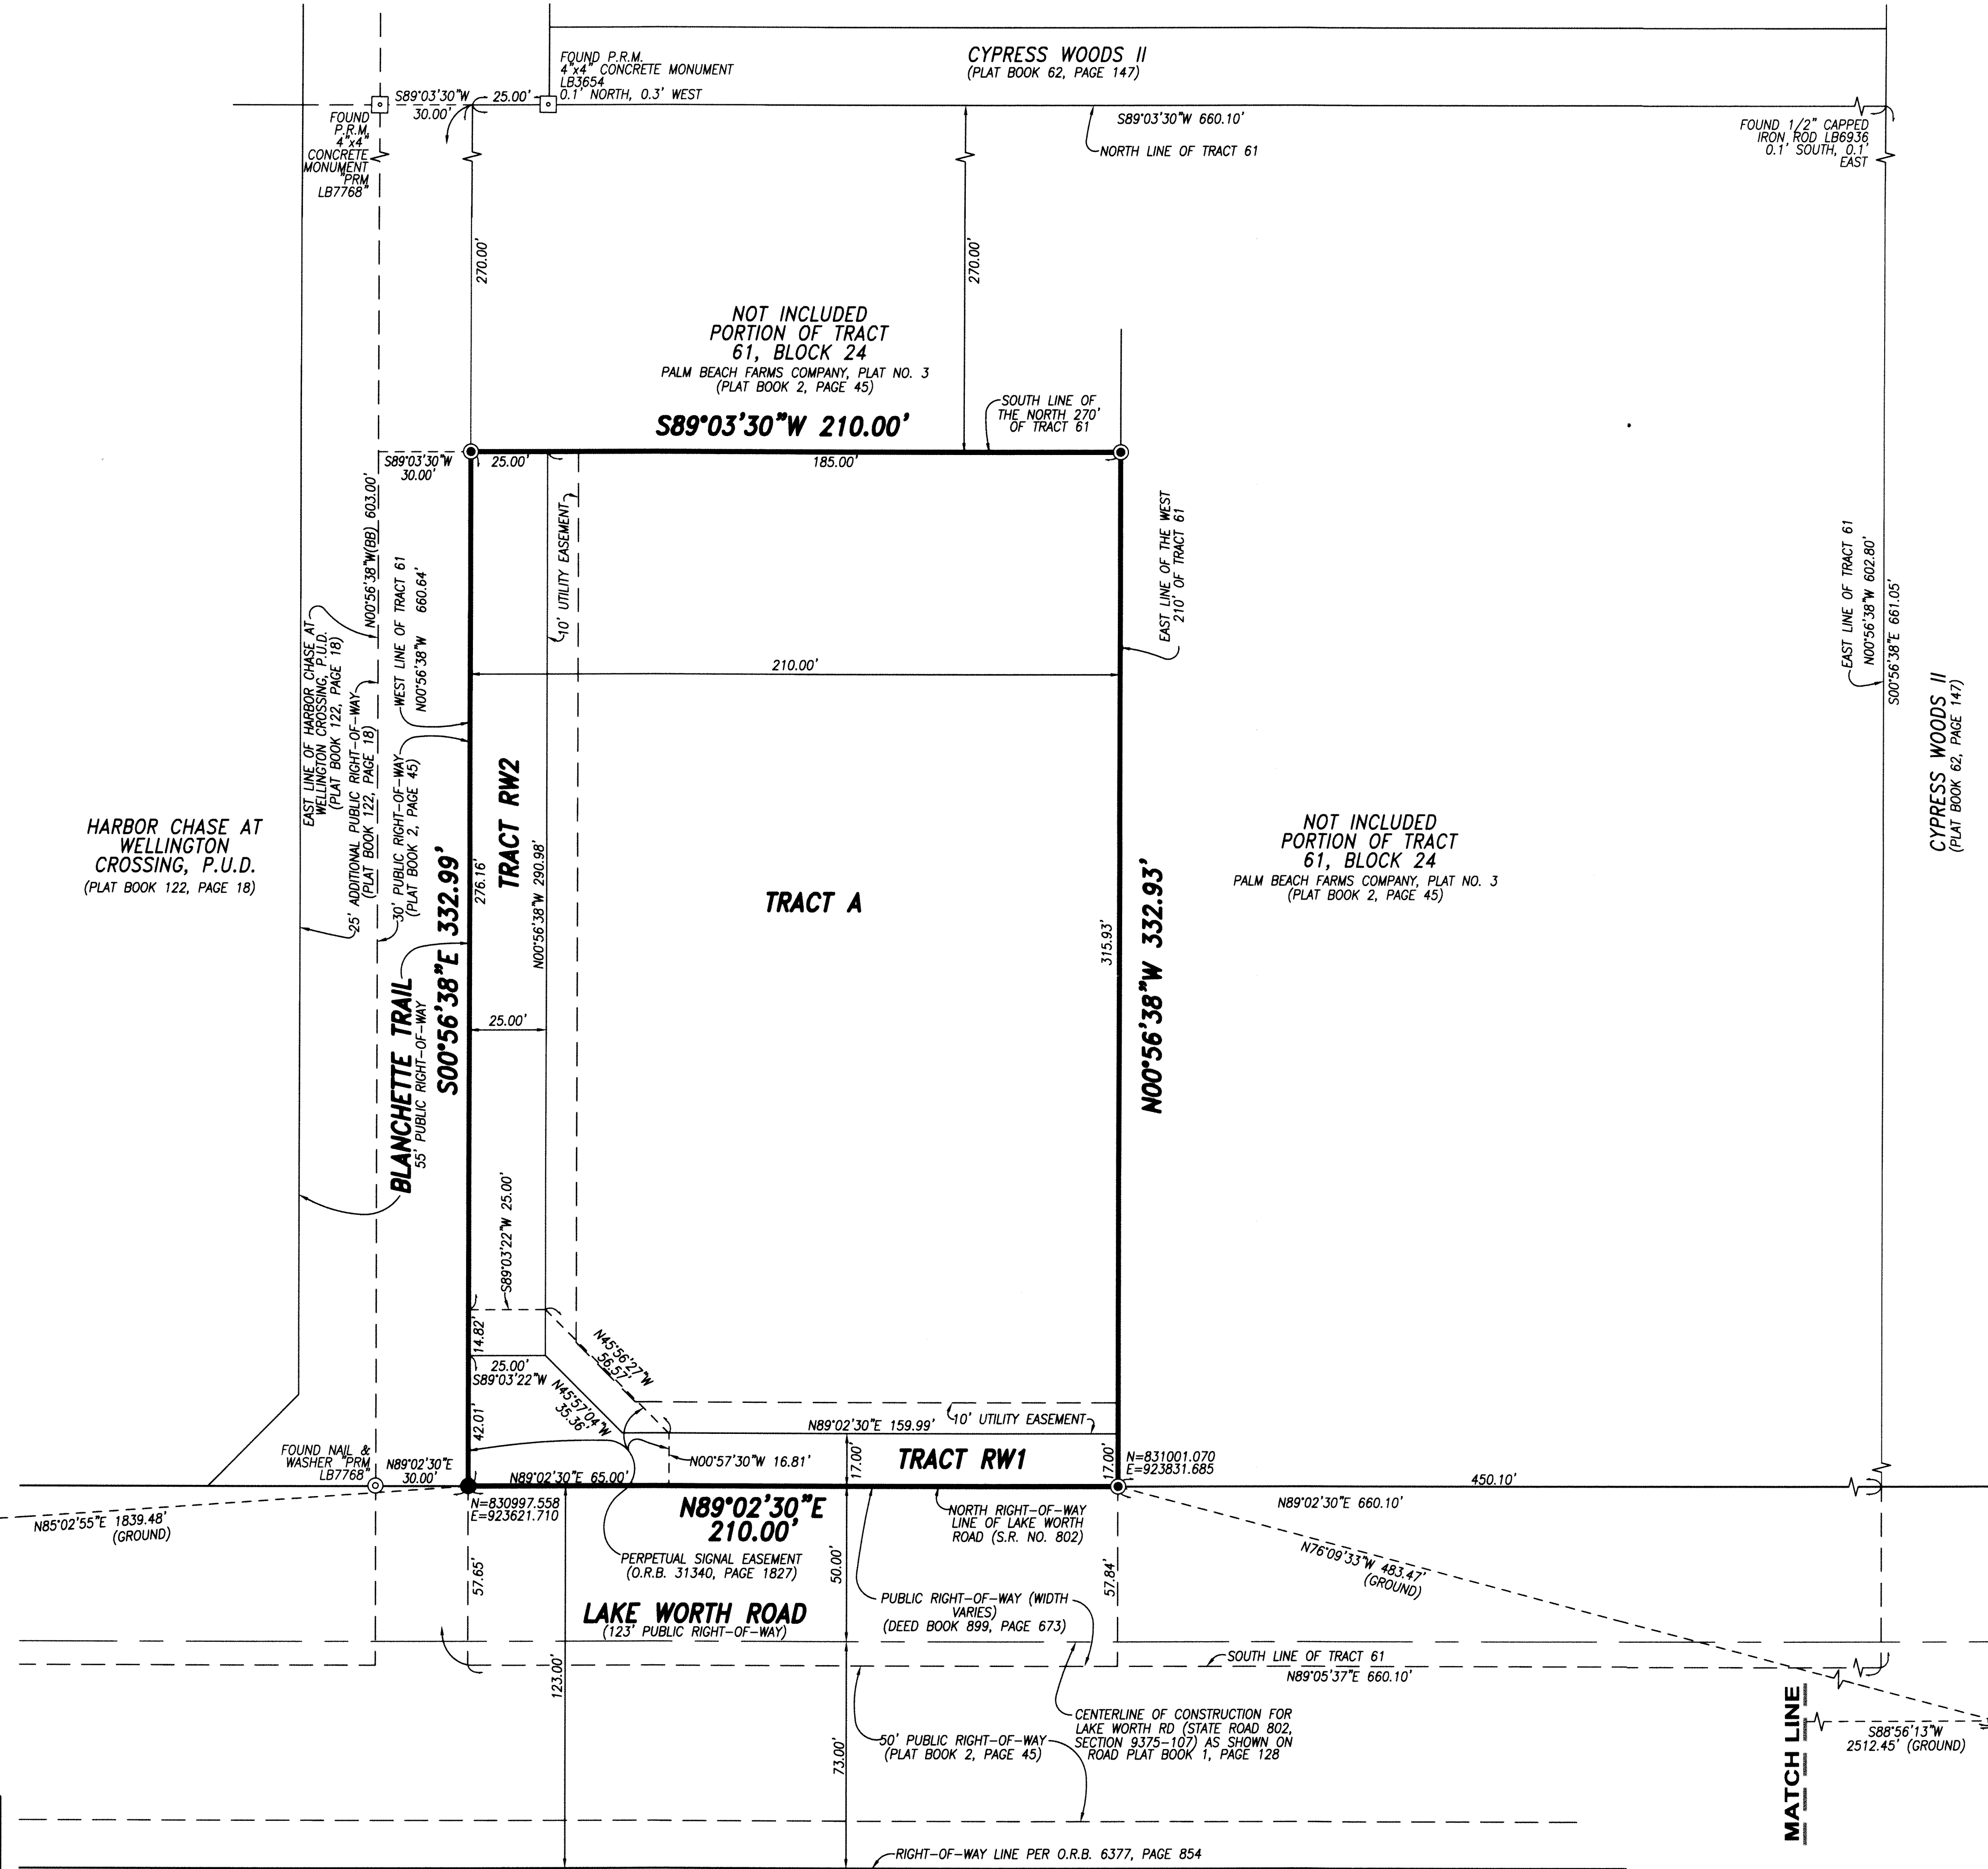 CYPRESS WOODS II
(PLAT BOOK 62, PAGE 147)
FOUND P.R.M.
4"x4" CONCRETE MONUMENT
LB3654
0.1' NORTH, 0.3' WEST
S89°03'30"W
30.00'
25.00'
FOUND
P.R.M.
4"x4"
CONCRETE
MONUMENT
"PRM
LB7768"
S89°03'30"W 660.10'
NORTH LINE OF TRACT 61
FOUND 1/2" CAPPED
IRON ROD LB6936
0.1' SOUTH, 0.1'
EAST
270.00'
270.00'
NOT INCLUDED
PORTION OF TRACT
61, BLOCK 24
PALM BEACH FARMS COMPANY, PLAT NO. 3
(PLAT BOOK 2, PAGE 45)
SOUTH LINE OF
THE NORTH 270'
OF TRACT 61
S89°03'30"W 210.00'
S89°03'30"W
30.00'
25.00'
185.00'
N00°56'38"W(BB) 603.00'
10' UTILITY EASEMENT
EAST LINE OF THE WEST
210' OF TRACT 61
EAST LINE OF TRACT 61
N00°56'38"W 602.80'
S00°56'38"E 661.05'
WEST LINE OF TRACT 61
N00°56'38"W 660.64'
EAST LINE OF HARBOR CHASE AT
WELLINGTON CROSSING, P.U.D.
(PLAT BOOK 122, PAGE 18)
25' ADDITIONAL PUBLIC RIGHT-OF-WAY
(PLAT BOOK 122, PAGE 18)
30' PUBLIC RIGHT-OF-WAY
(PLAT BOOK 2, PAGE 45)
210.00'
CYPRESS WOODS II
(PLAT BOOK 62, PAGE 147)
HARBOR CHASE AT
WELLINGTON
CROSSING, P.U.D.
(PLAT BOOK 122, PAGE 18)
S00°56'38"E 332.99'
276.16'
TRACT RW2
N00°56'38"W 290.98'
TRACT A
315.93'
N00°56'38"W 332.93'
NOT INCLUDED
PORTION OF TRACT
61, BLOCK 24
PALM BEACH FARMS COMPANY, PLAT NO. 3
(PLAT BOOK 2, PAGE 45)
BLANCHETTE TRAIL
55' PUBLIC RIGHT-OF-WAY
25.00'
S89°03'22"W 25.00'
14.82'
25.00'
S89°03'22"W
N45°56'27"W
56.57'
N45°57'04"W
35.36'
42.01'
N89°02'30"E 159.99'
10' UTILITY EASEMENT
FOUND NAIL &
WASHER "PRM
LB7768"
N89°02'30"E
30.00'
N89°02'30"E 65.00'
N00°57'30"W 16.81'
17.00'
TRACT RW1
17.00'
N=831001.070
E=923831.685
450.10'
N85°02'55"E 1839.48'
(GROUND)
N=830997.558
E=923621.710
N89°02'30"E
210.00'
NORTH RIGHT-OF-WAY
LINE OF LAKE WORTH
ROAD (S.R. NO. 802)
N89°02'30"E 660.10'
PERPETUAL SIGNAL EASEMENT
(O.R.B. 31340, PAGE 1827)
N76°09'33"W 483.47'
(GROUND)
57.65'
50.00'
57.84'
LAKE WORTH ROAD
(123' PUBLIC RIGHT-OF-WAY)
PUBLIC RIGHT-OF-WAY (WIDTH
VARIES)
(DEED BOOK 899, PAGE 673)
SOUTH LINE OF TRACT 61
N89°05'37"E 660.10'
123.00'
73.00'
50' PUBLIC RIGHT-OF-WAY
(PLAT BOOK 2, PAGE 45)
CENTERLINE OF CONSTRUCTION FOR
LAKE WORTH RD (STATE ROAD 802,
SECTION 9375-107) AS SHOWN ON
ROAD PLAT BOOK 1, PAGE 128
MATCH LINE
S88°56'13"W
2512.45' (GROUND)
RIGHT-OF-WAY LINE PER O.R.B. 6377, PAGE 854